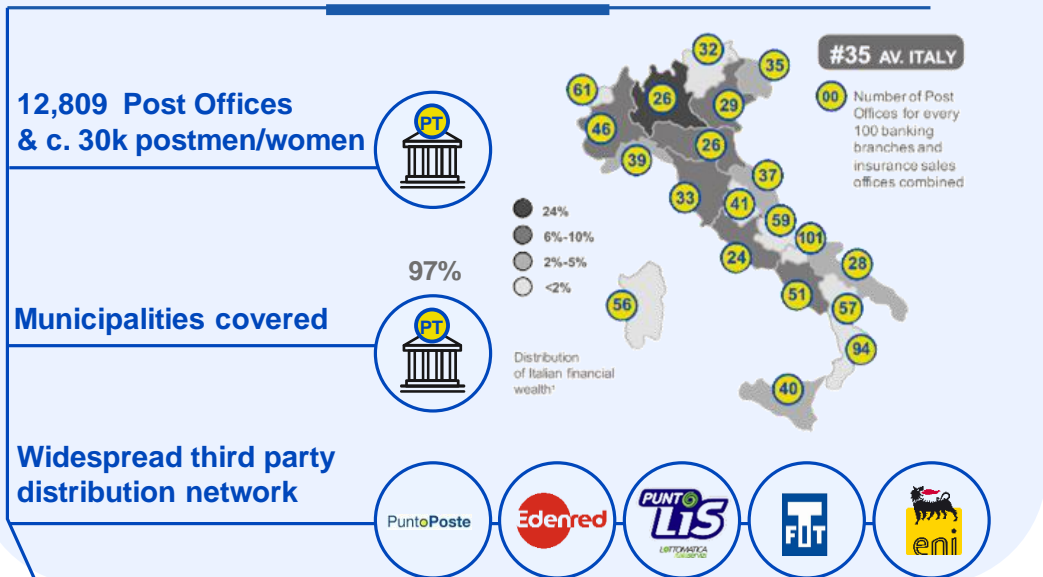 12,809 Post Offices
& c. 30k postmen/women
PT
97%
Municipalities covered
PT
Widespread third party
distribution network
PuntoPoste
Edenred
PUNTO
LiS
LOTTOMATICA
T
FIT
eni
#35 AV. ITALY
00
Number of Post
Offices for every
100 banking
branches and
insurance sales
offices combined
32
35
61
26
29
46
26
39
37
33
41
59
101
24
28
51
57
56
94
40
24%
6%-10%
2%-5%
<2%
Distribution
of Italian financial
wealth¹